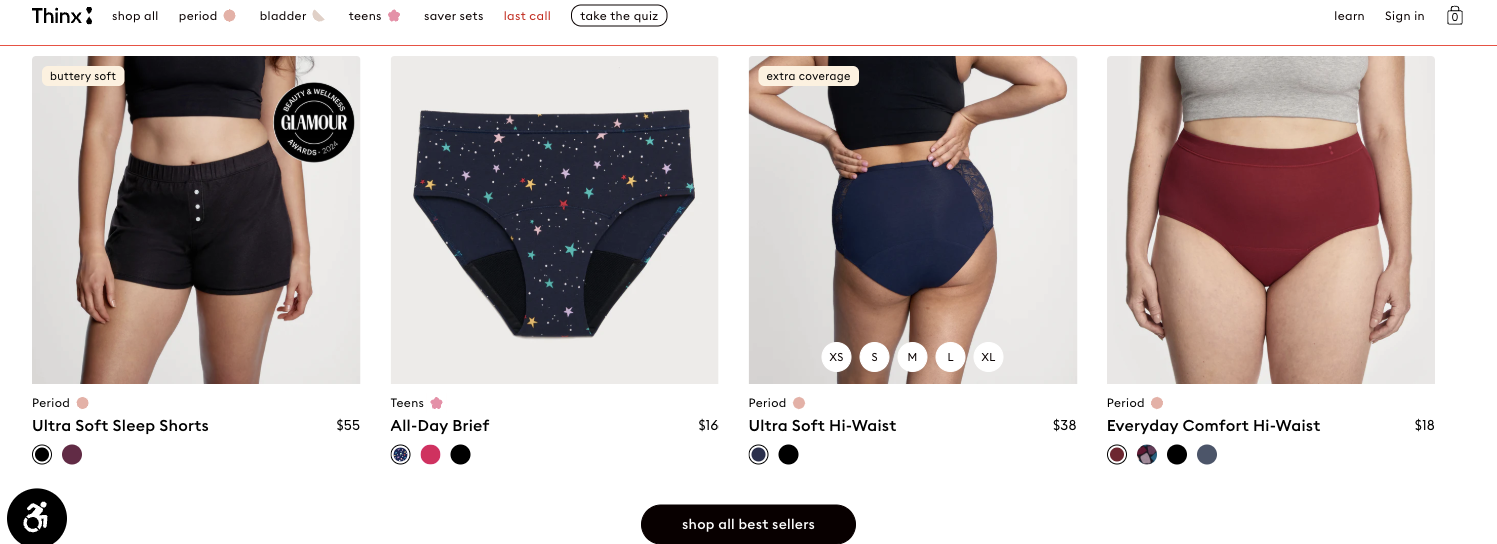 Thinx
shop all
period
bladder
teens
saver sets
last call
take the quiz
learn
Sign in
0
buttery soft
BEAUTY & WELLNESS
GLAMOUR
AWARDS · 2024
extra coverage
XS
S
M
L
XL
Period
Ultra Soft Sleep Shorts
$55
Teens
All-Day Brief
$16
Period
Ultra Soft Hi-Waist
$38
Period
Everyday Comfort Hi-Waist
$18
shop all best sellers